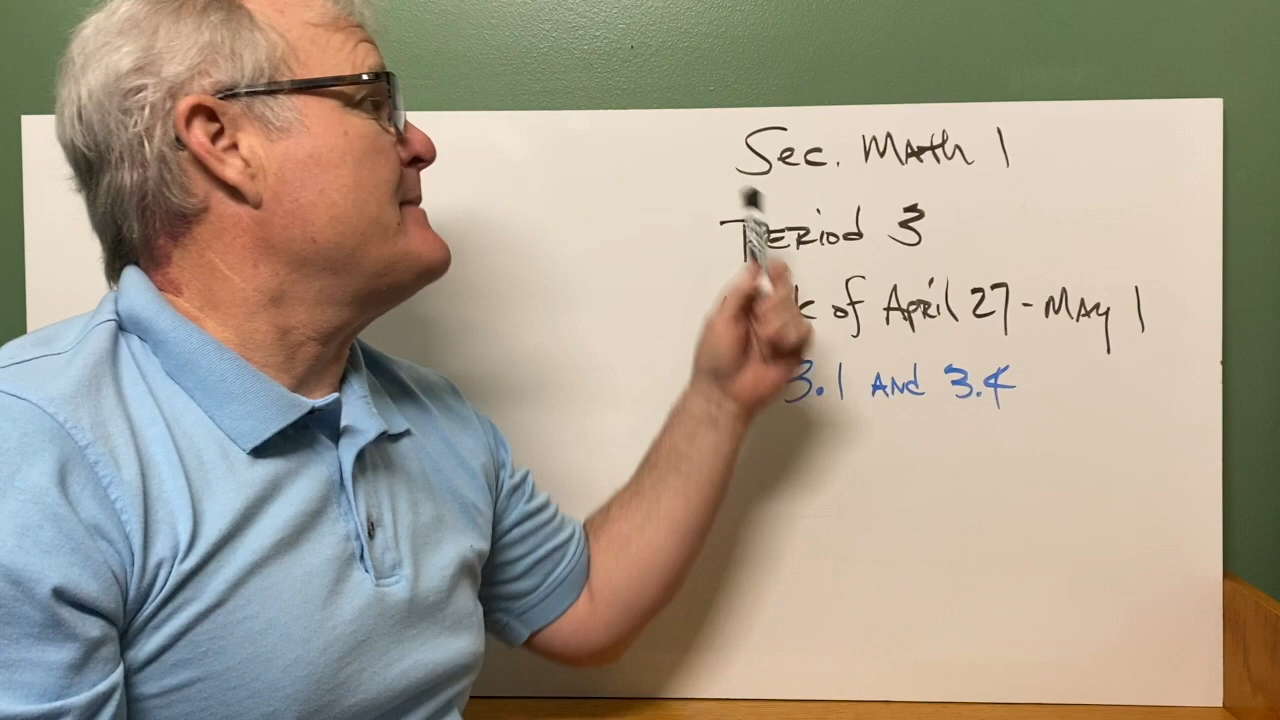 Sec. Math 1
Period 3
of April 27 - May 1
3.1 and 3.4